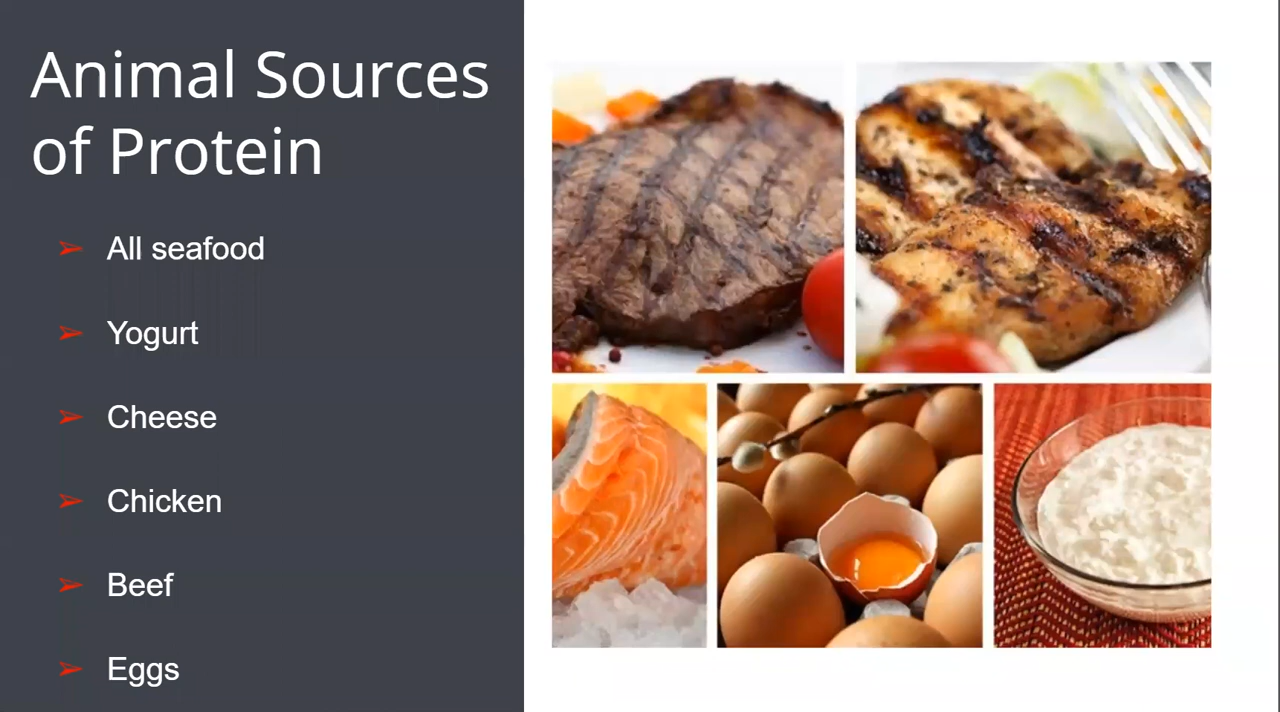 Animal Sources
of Protein
➢ All seafood
➢ Yogurt
➢ Cheese
➢ Chicken
➢ Beef
➢ Eggs